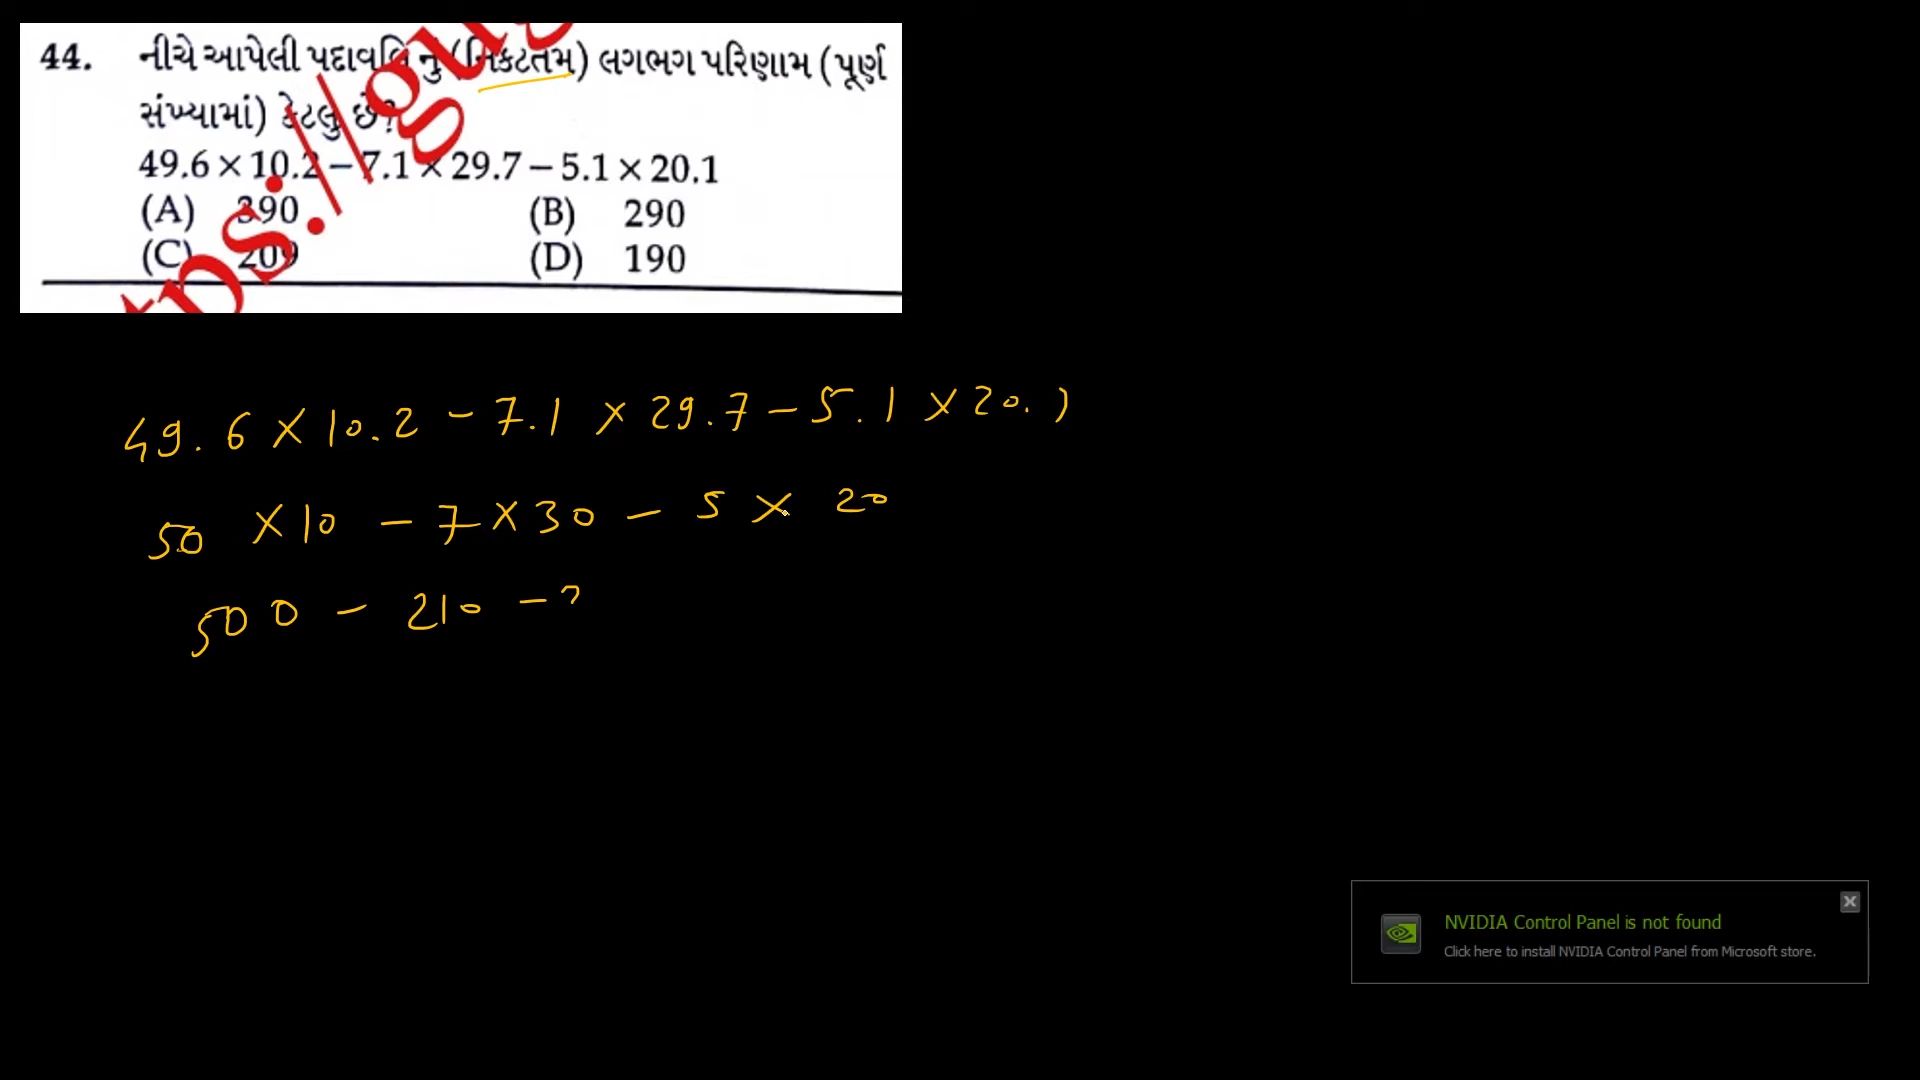 44. નીચે આપેલી પદાવલિ નું (નિકટતમ) લગભગ પરિણામ (પૂર્ણ
સંખ્યામાં) કેટલુ છે?
49.6 × 10.2 – 7.1 × 29.7 – 5.1 × 20.1
(A) 390 (B) 290
(C) 209 (D) 190
49.6 × 10.2 – 7.1 × 29.7 – 5.1 × 20.1
50 × 10 – 7 × 30 – 5 × 20
500 – 210 –
NVIDIA Control Panel is not found
Click here to install NVIDIA Control Panel from Microsoft store.